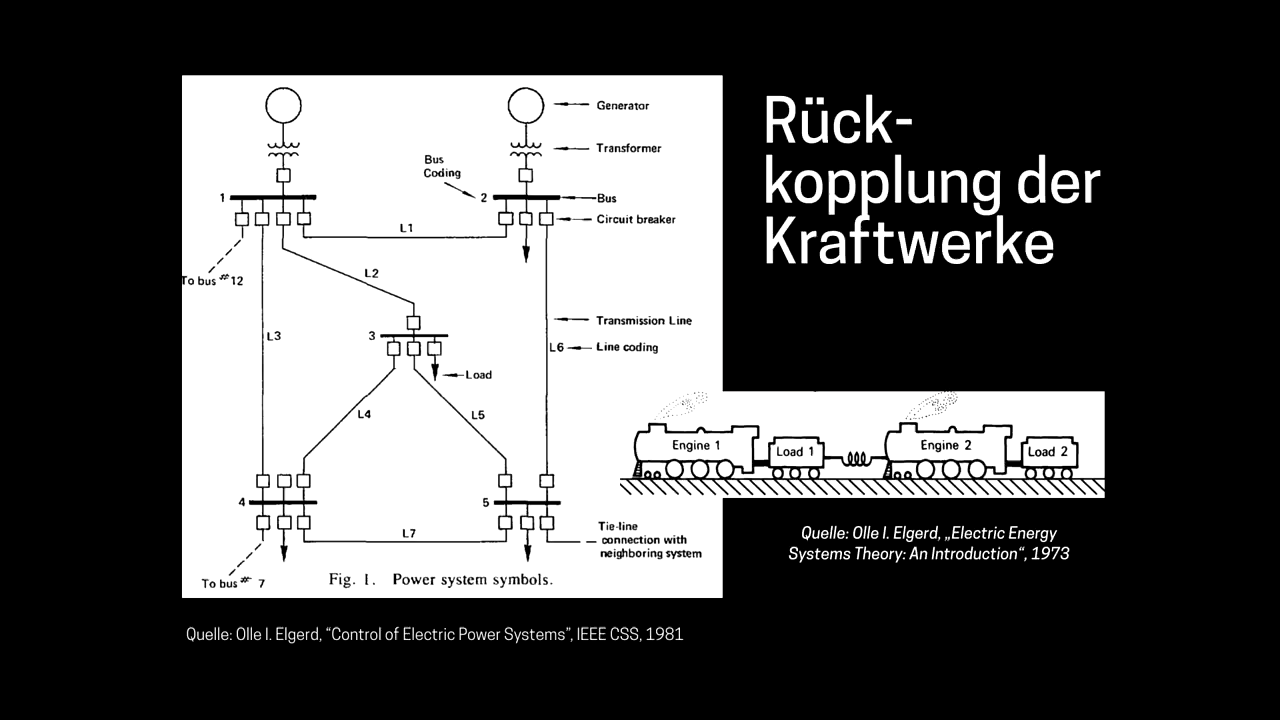 Rück-
kopplung der
Kraftwerke
Generator
Transformer
Bus
Coding
1
2
Bus
Circuit breaker
L1
To bus # 12
L2
L3
3
Transmission Line
L6
Line coding
Load
L4
L5
4
5
L7
Tie-line
connection with
neighboring system
To bus # 7
Fig. 1. Power system symbols.
Engine 1
Load 1
Engine 2
Load 2
Quelle: Olle I. Elgerd, „Electric Energy
Systems Theory: An Introduction“, 1973
Quelle: Olle I. Elgerd, “Control of Electric Power Systems”, IEEE CSS, 1981